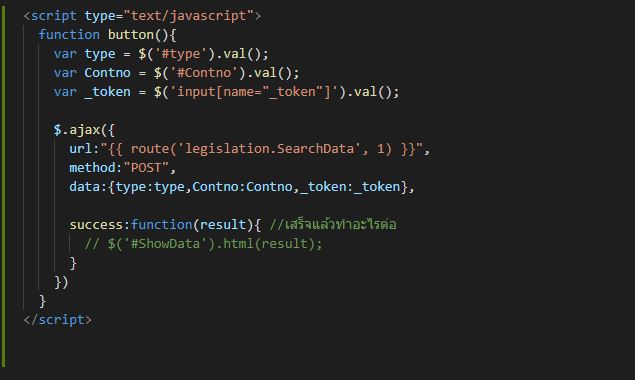 <script type="text/javascript">
function button(){
var type = $('#type').val();
var Contno = $('#Contno').val();
var _token = $('input[name="_token"]').val();
$.ajax({
url:"{{ route('legislation.SearchData', 1) }}",
method:"POST",
data:{type:type,Contno:Contno,_token:_token},
success:function(result){ //เสร็จแล้วทำอะไรต่อ
// $('#ShowData').html(result);
}
})
}
</script>